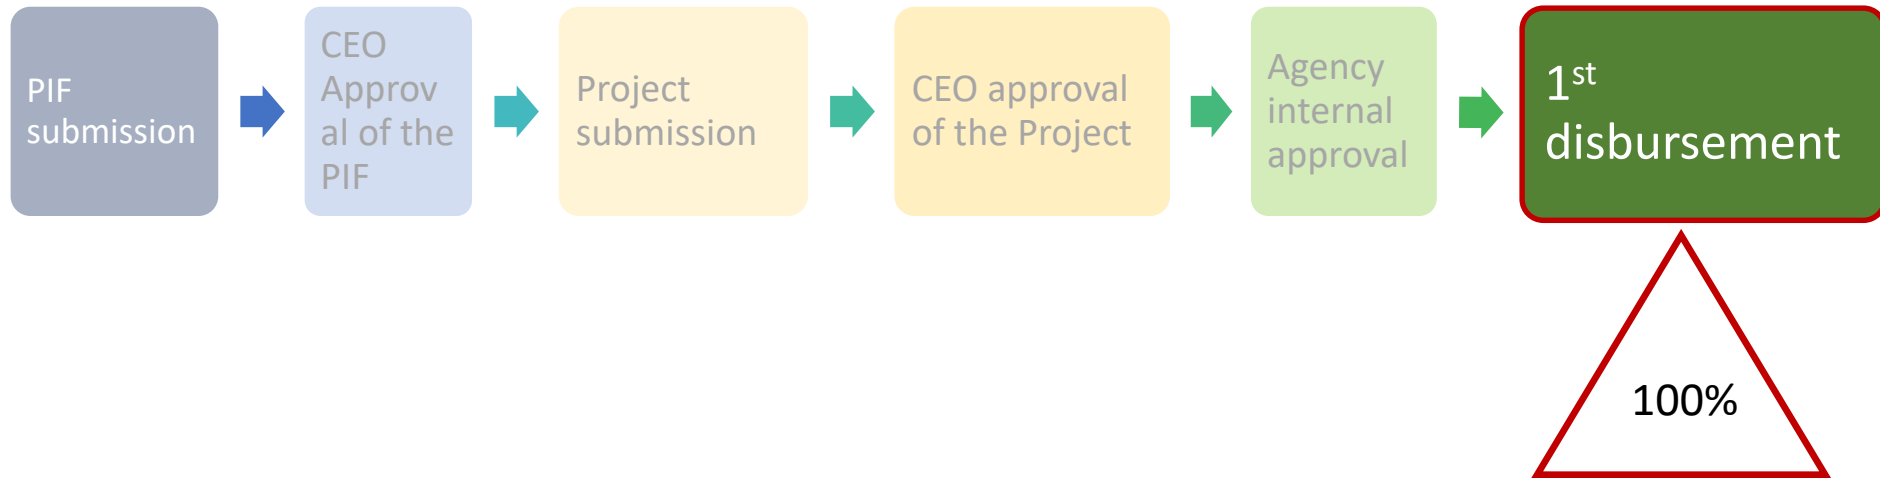 PIF
submission
CEO
Approv
al of the
PIF
Project
submission
CEO approval
of the Project
Agency
internal
approval
1st
disbursement
100%